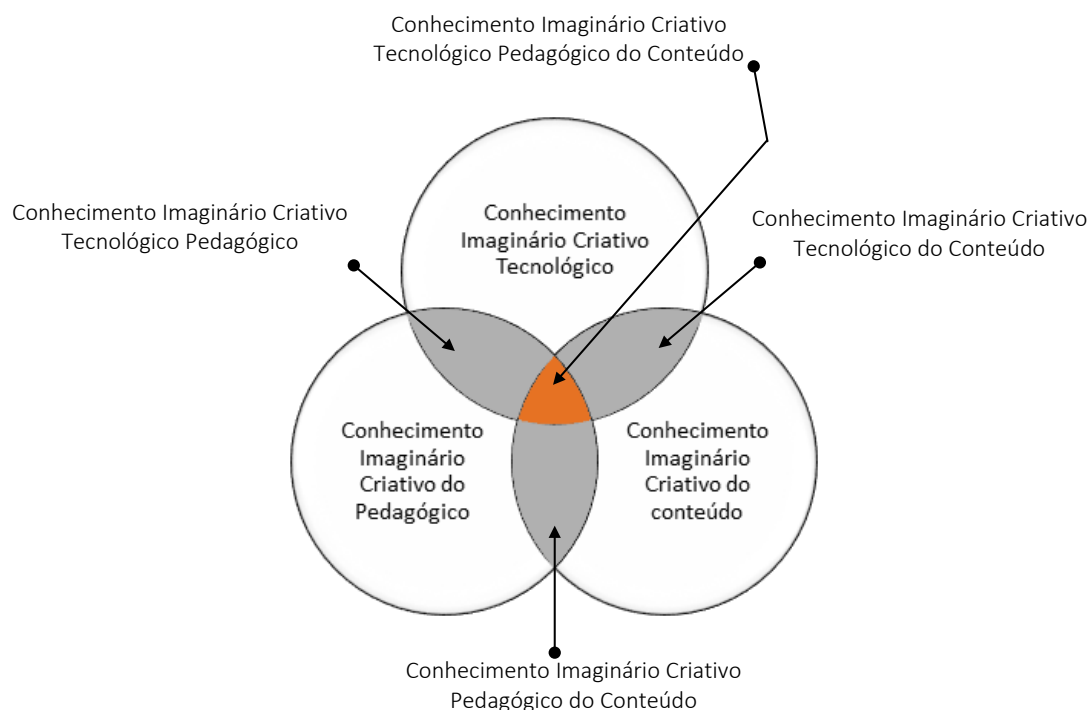 Conhecimento Imaginário Criativo
Tecnológico Pedagógico do Conteúdo
Conhecimento Imaginário Criativo
Tecnológico Pedagógico
Conhecimento
Imaginário Criativo
Tecnológico
Conhecimento Imaginário Criativo
Tecnológico do Conteúdo
Conhecimento
Imaginário
Criativo do
Pedagógico
Conhecimento
Imaginário
Criativo do
conteúdo
Conhecimento Imaginário Criativo
Pedagógico do Conteúdo